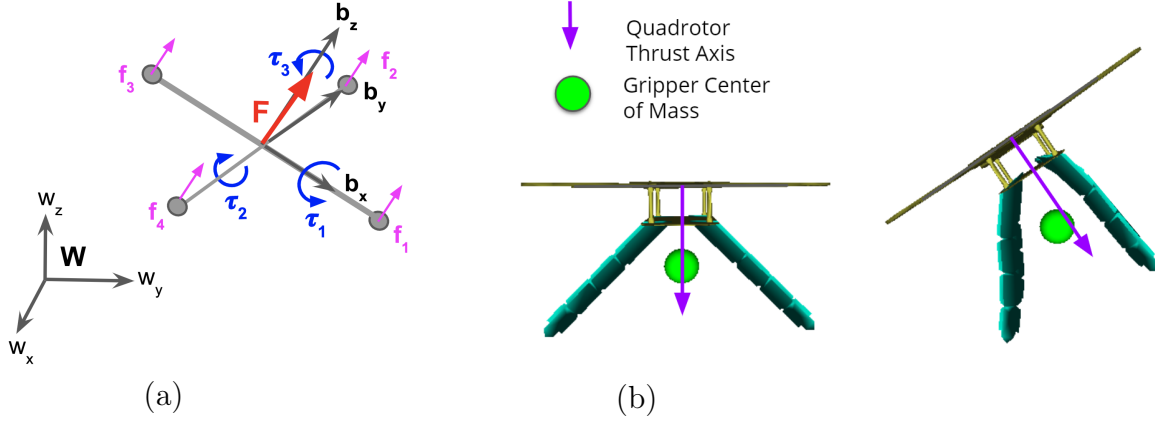 b_z
τ_3
f_2
f_3
F
b_y
b_x
τ_2
τ_1
f_4
f_1
w_z
W
w_y
w_x
(a)
Quadrotor
Thrust Axis
Gripper Center
of Mass
(b)